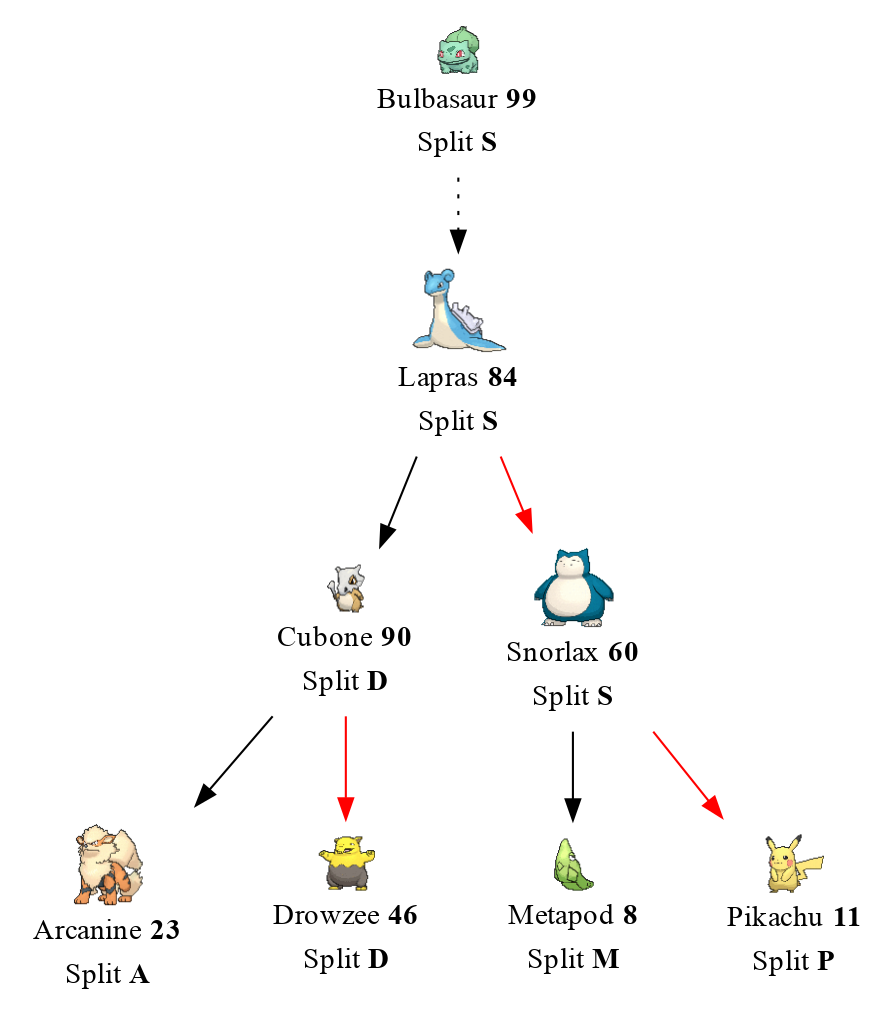 Bulbasaur 99
Split S
Lapras 84
Split S
Cubone 90
Split D
Snorlax 60
Split S
Arcanine 23
Split A
Drowzee 46
Split D
Metapod 8
Split M
Pikachu 11
Split P